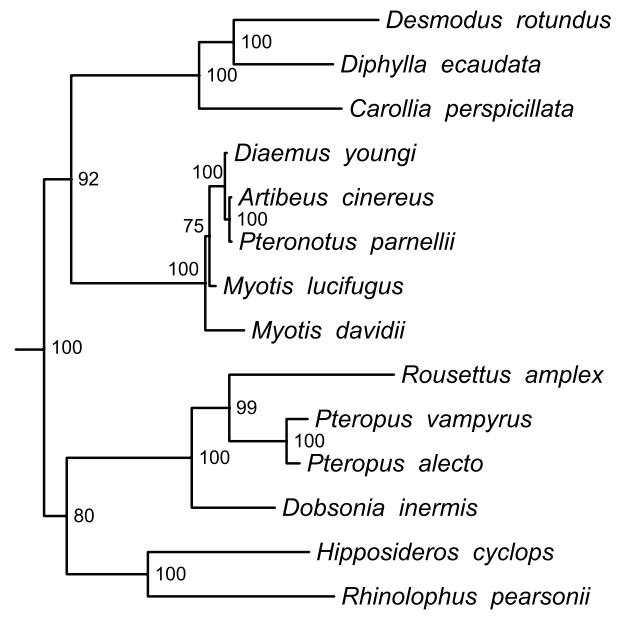 Desmodus rotundus
100
Diphylla ecaudata
100
Carollia perspicillata
Diaemus youngi
100
Artibeus cinereus
92
100
75
Pteronotus parnellii
100
Myotis lucifugus
Myotis davidii
100
Rousettus amplex
99
Pteropus vampyrus
100
100
Pteropus alecto
Dobsonia inermis
80
Hipposideros cyclops
100
Rhinolophus pearsonii